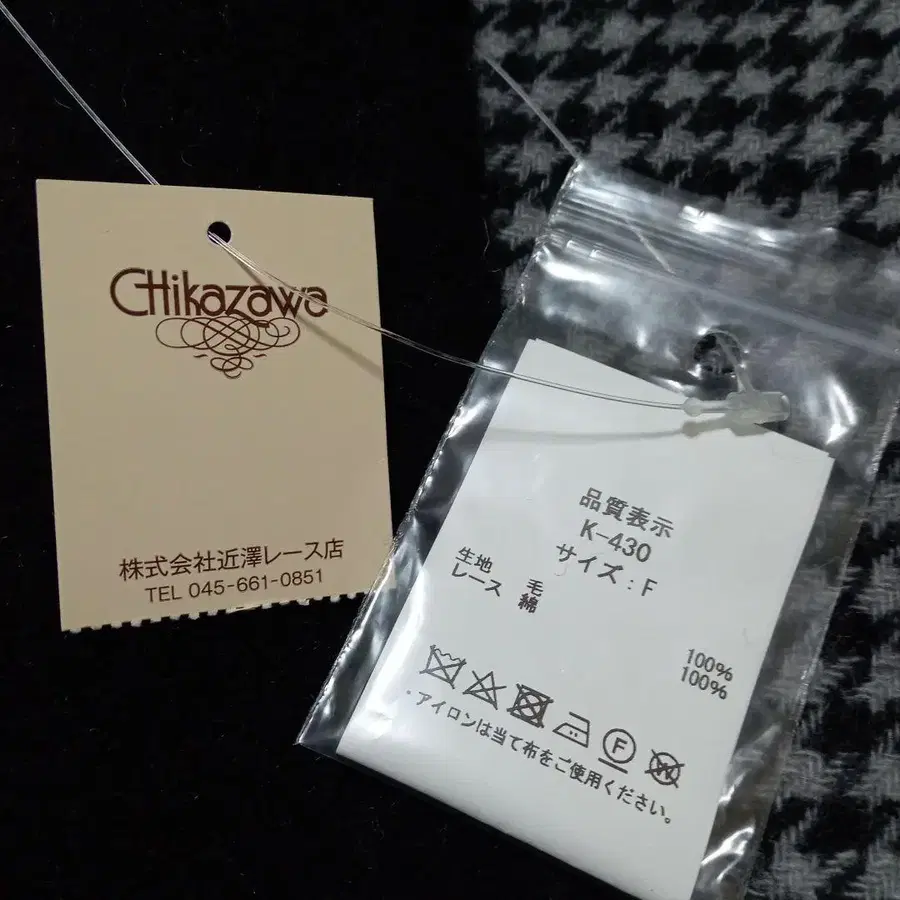 CHikazawa
株式会社近澤レース店
TEL 045-661-0851
品質表示
K-430
サイズ:F
生地 毛 100%
レース 綿 100%
F
W
・アイロンは当て布をご使用ください。